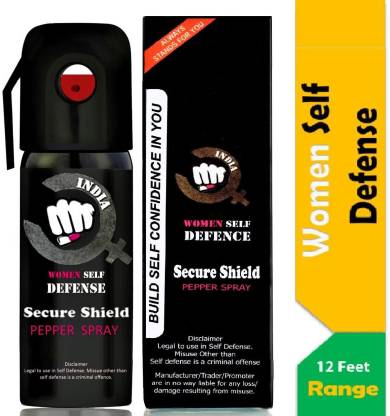 INDIA
WOMEN SELF
DEFENSE
Secure Shield
PEPPER SPRAY
Disclaimer
Legal to use in Self Defense. Misuse other than
self defense is a criminal offence.
ALWAYS
STANDS FOR YOU
BUILD SELF CONFIDENCE IN YOU
INDIA
WOMEN SELF
DEFENCE
Secure Shield
PEPPER SPRAY
Disclaimer
Legal to use in Self Defense.
Misuse Other than
Self defense is a criminal offense
Manufacturer/Trader/Promoter
are in no way liable for any loss/
damage resulting from misuse.
Women Self
Defense
12 Feet
Range